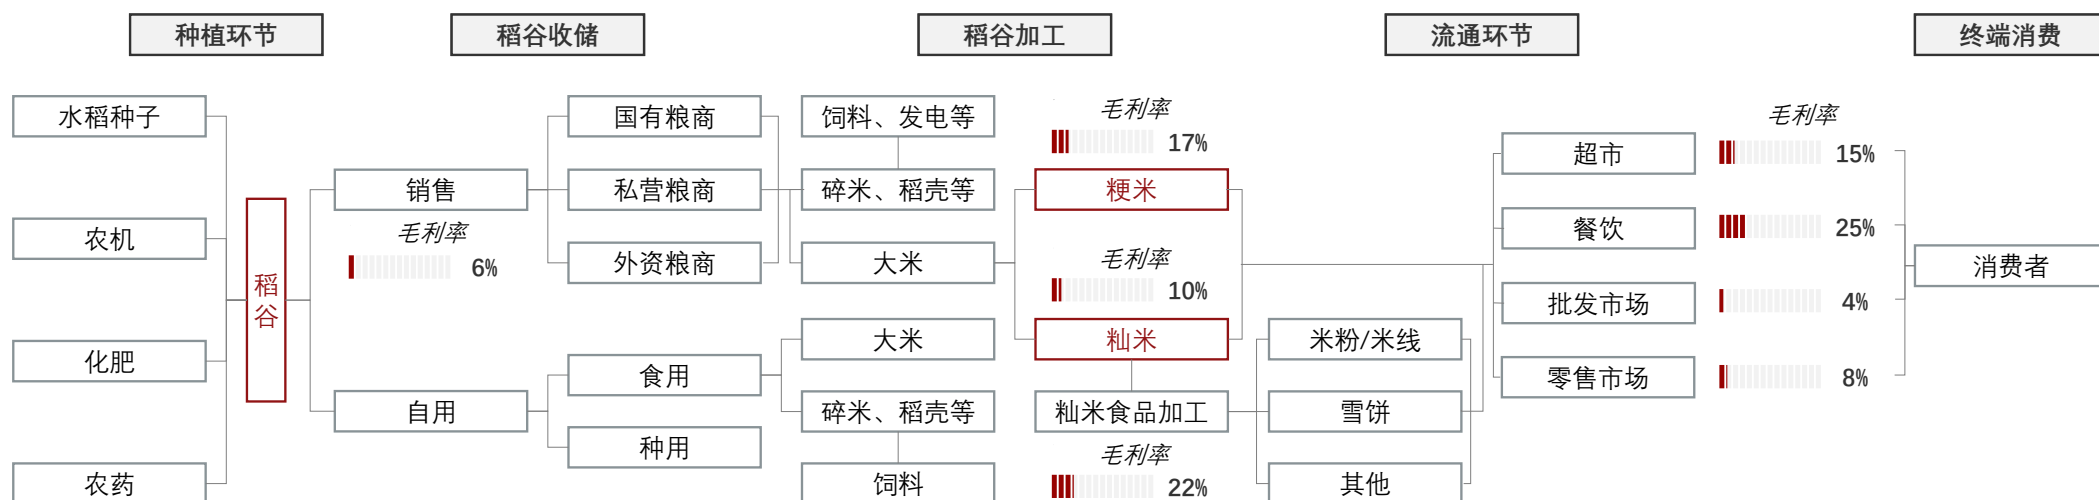 种植环节
稻谷收储
稻谷加工
流通环节
终端消费
水稻种子
农机
化肥
农药
稻谷
销售
毛利率
6%
自用
国有粮商
私营粮商
外资粮商
食用
种用
饲料、发电等
碎米、稻壳等
大米
大米
碎米、稻壳等
饲料
毛利率
17%
粳米
毛利率
10%
籼米
籼米食品加工
毛利率
22%
米粉/米线
雪饼
其他
毛利率
超市
15%
餐饮
25%
批发市场
4%
零售市场
8%
消费者